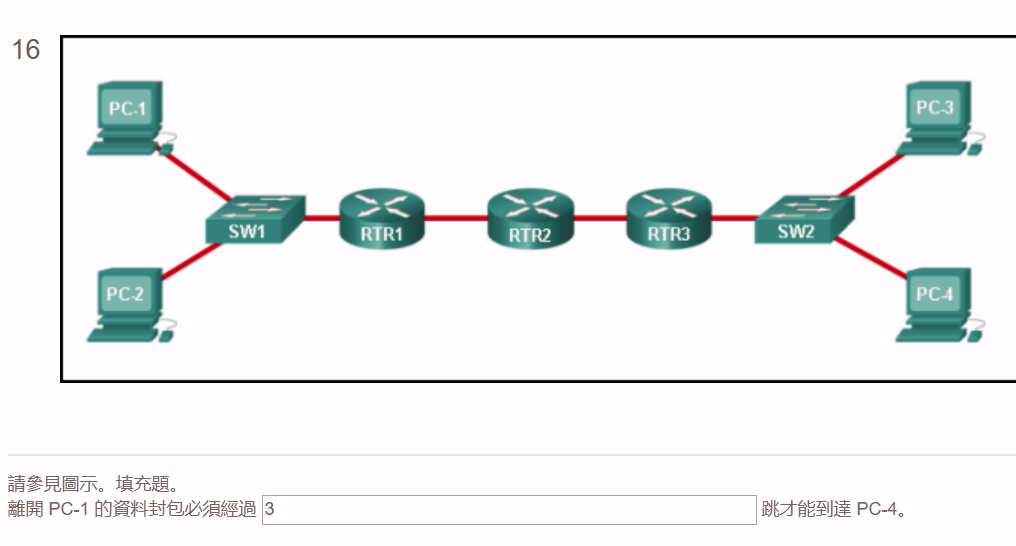 16
PC-1
PC-3
SW1
RTR1
RTR2
RTR3
SW2
PC-2
PC-4
請參見圖示。填充題。
離開 PC-1 的資料封包必須經過 3 跳才能到達 PC-4。